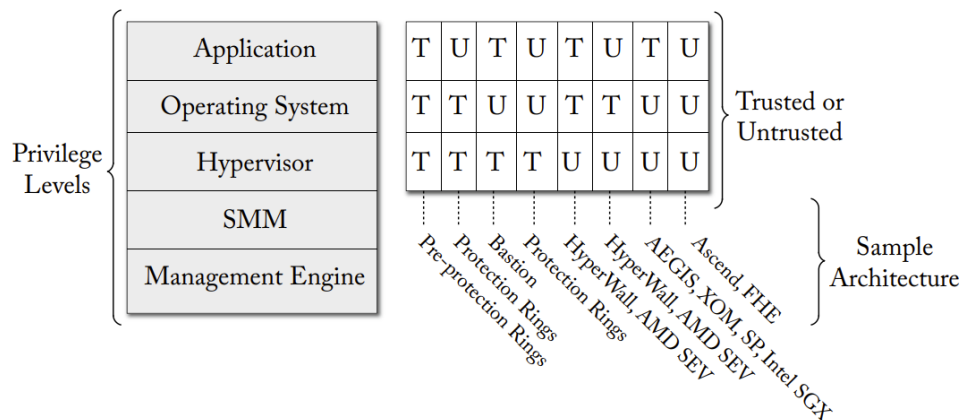 Privilege
Levels
Application
Operating System
Hypervisor
SMM
Management Engine
T U T U T U T U
T T U U T T U U
T T T T U U U U
Trusted or
Untrusted
Pre-protection Rings
Protection Rings
Bastion
Protection Rings
HyperWall, AMD SEV
HyperWall, AMD SEV
AEGIS, XOM, SP, Intel SGX
Ascend, FHE
Sample
Architecture